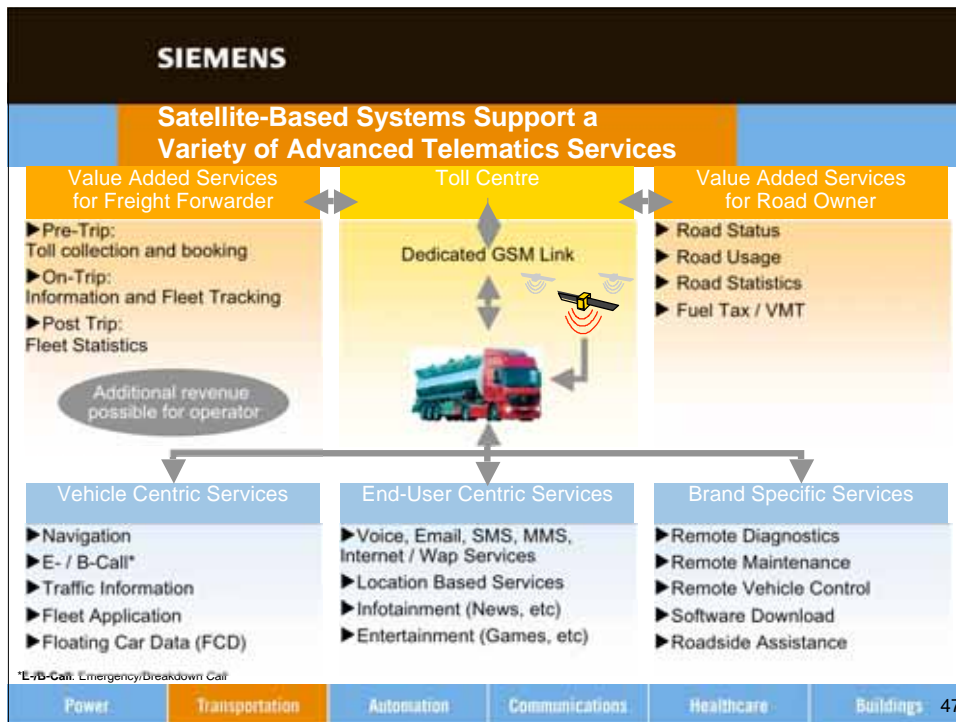 SIEMENS
Satellite-Based Systems Support a
Variety of Advanced Telematics Services
Value Added Services
for Freight Forwarder
▶Pre-Trip:
Toll collection and booking
▶On-Trip:
Information and Fleet Tracking
▶Post Trip:
Fleet Statistics
Additional revenue
possible for operator
Toll Centre
Dedicated GSM Link
Value Added Services
for Road Owner
▶ Road Status
▶ Road Usage
▶ Road Statistics
▶ Fuel Tax / VMT
Vehicle Centric Services
▶Navigation
▶E- / B-Call*
▶Traffic Information
▶Fleet Application
▶Floating Car Data (FCD)
End-User Centric Services
▶Voice, Email, SMS, MMS,
Internet / Wap Services
▶Location Based Services
▶Infotainment (News, etc)
▶Entertainment (Games, etc)
Brand Specific Services
▶Remote Diagnostics
▶Remote Maintenance
▶Remote Vehicle Control
▶Software Download
▶Roadside Assistance
*E-/B-Call: Emergency/Breakdown Call
Power Transportation Automation Communications Healthcare Buildings 47